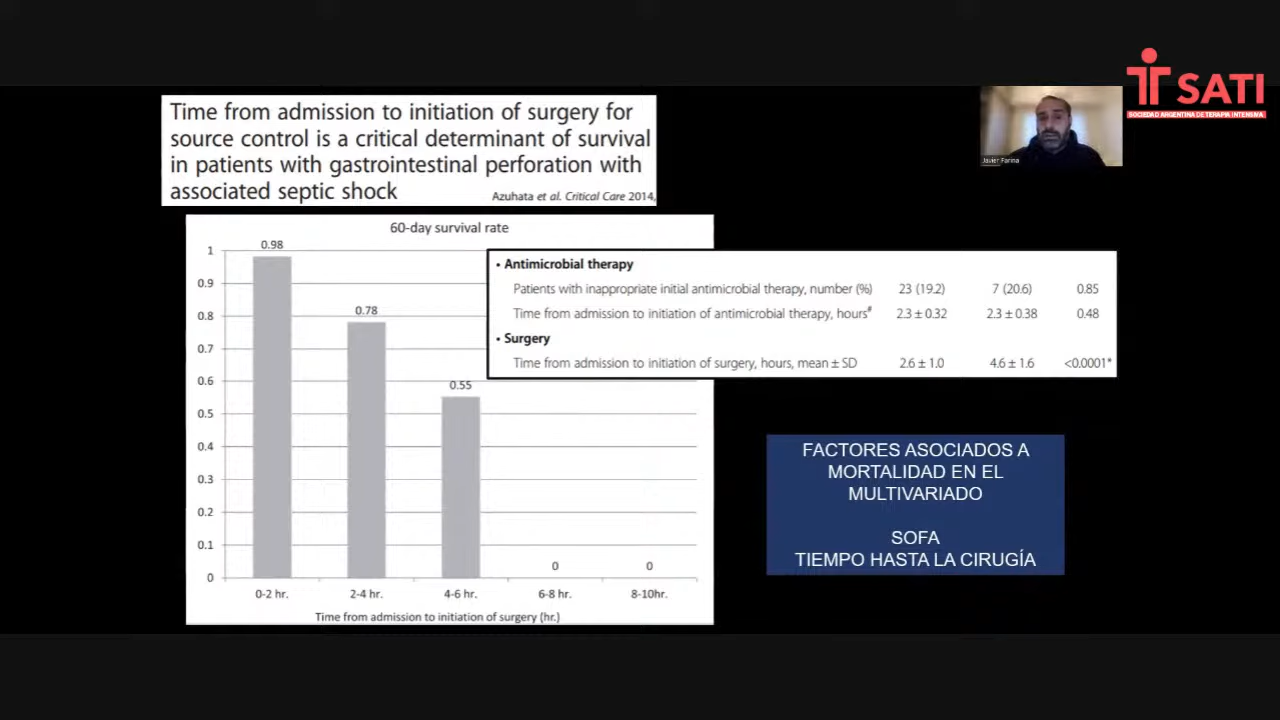 Time from admission to initiation of surgery for
source control is a critical determinant of survival
in patients with gastrointestinal perforation with
associated septic shock
Azuhata et al. Critical Care 2014,
SATI
SOCIEDAD ARGENTINA DE TERAPIA INTENSIVA
Javier Farina
60-day survival rate
1
0.9
0.8
0.7
0.6
0.5
0.4
0.3
0.2
0.1
0
0.98
0.78
0.55
0
0
0-2 hr. 2-4 hr. 4-6 hr. 6-8 hr. 8-10hr.
Time from admission to initiation of surgery (hr.)
• Antimicrobial therapy
Patients with inappropriate initial antimicrobial therapy, number (%) 23 (19.2) 7 (20.6) 0.85
Time from admission to initiation of antimicrobial therapy, hours# 2.3 ± 0.32 2.3 ± 0.38 0.48
• Surgery
Time from admission to initiation of surgery, hours, mean ± SD 2.6 ± 1.0 4.6 ± 1.6 <0.0001*
FACTORES ASOCIADOS A
MORTALIDAD EN EL
MULTIVARIADO
SOFA
TIEMPO HASTA LA CIRUGÍA